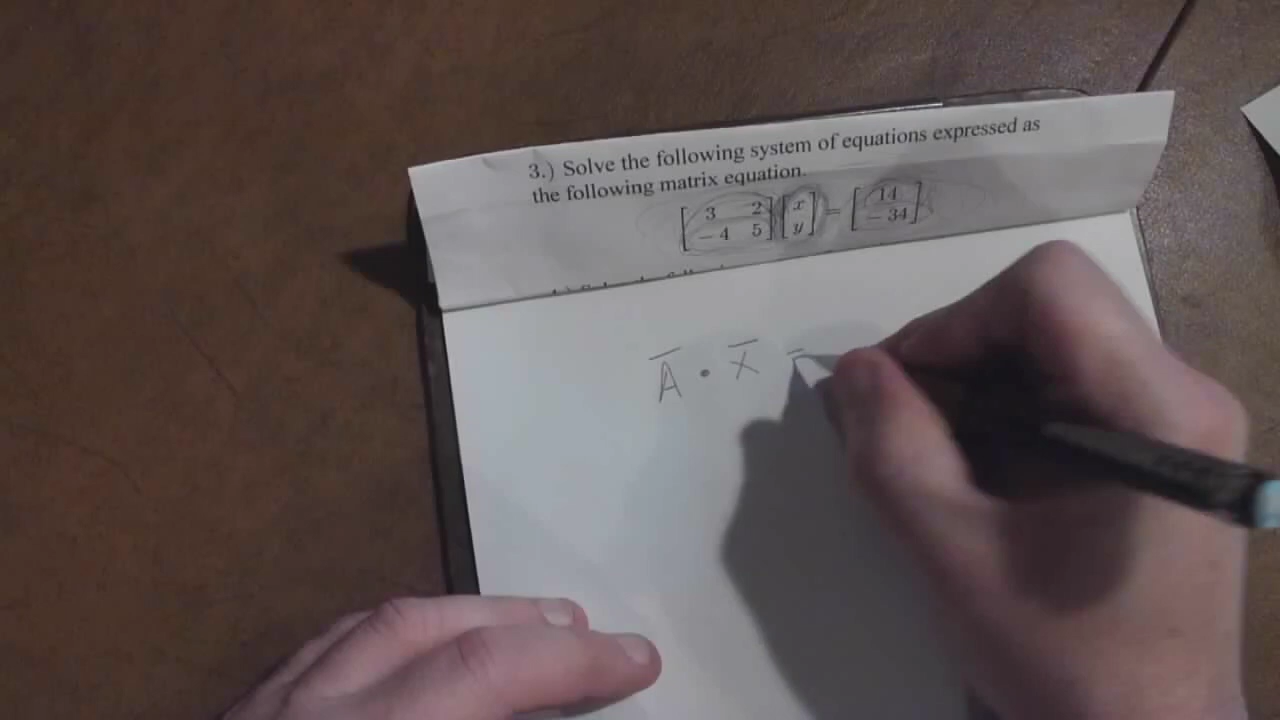 3.) Solve the following system of equations expressed as
the following matrix equation.
[3 2] [x] = [14]
[-4 5] [y] [-34]
A̅ · X̅ =